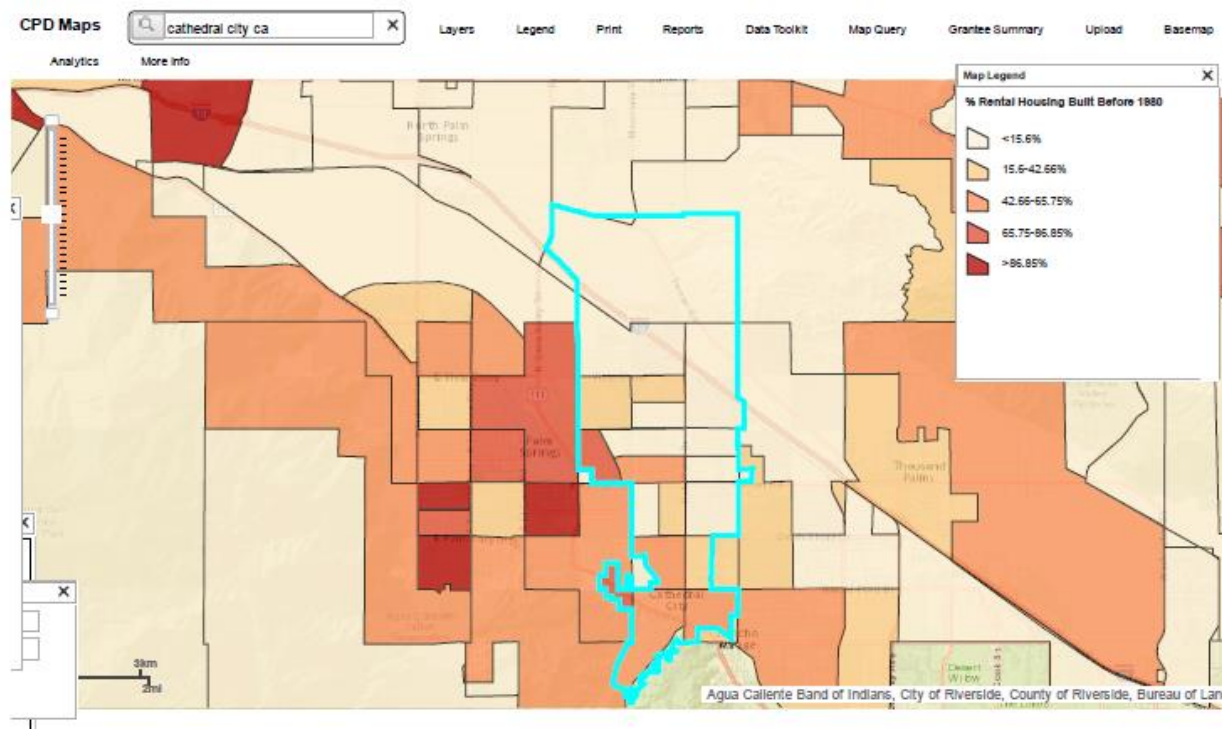 CPD Maps
cathedral city ca
Layers
Legend
Print
Reports
Data Toolkit
Map Query
Grantee Summary
Upload
Basemap
Analytics
More Info
Map Legend
% Rental Housing Built Before 1980
<15.6%
15.6-42.66%
42.66-65.75%
65.75-86.85%
>86.85%
North Palm
Springs
Palm
Springs
Thousand
Palms
Cathedral
City
Desert
Willow
3km
2mi
Agua Caliente Band of Indians, City of Riverside, County of Riverside, Bureau of Lan